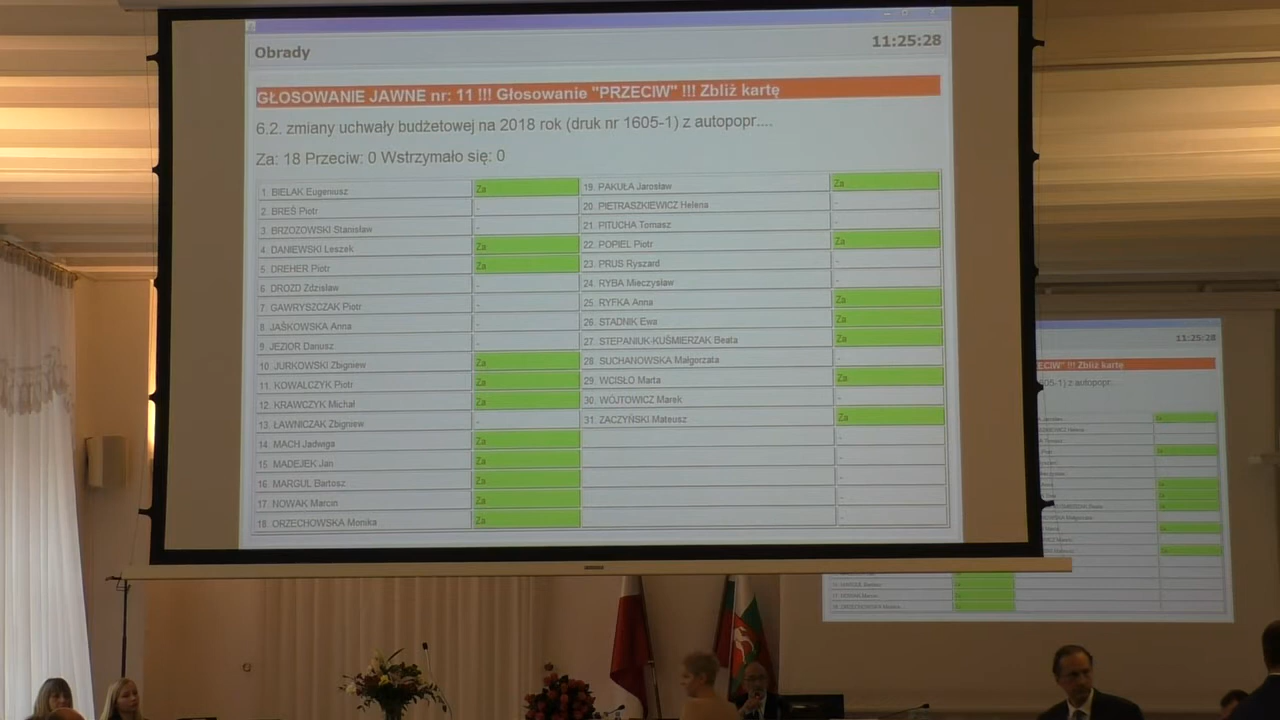 Obrady
11:25:28
GŁOSOWANIE JAWNE nr: 11 !!! Głosowanie "PRZECIW" !!! Zbliż kartę
6.2. zmiany uchwały budżetowej na 2018 rok (druk nr 1605-1) z autopopr....
Za: 18 Przeciw: 0 Wstrzymało się: 0
1. BIELAK Eugeniusz Za
2. BREŚ Piotr -
3. BRZOZOWSKI Stanisław -
4. DANIEWSKI Leszek Za
5. DREHER Piotr Za
6. DROZD Zdzisław -
7. GAWRYSZCZAK Piotr -
8. JAŚKOWSKA Anna -
9. JEZIOR Dariusz -
10. JURKOWSKI Zbigniew Za
11. KOWALCZYK Piotr Za
12. KRAWCZYK Michał Za
13. ŁAWNICZAK Zbigniew -
14. MACH Jadwiga Za
15. MADEJEK Jan Za
16. MARGUL Bartosz Za
17. NOWAK Marcin Za
18. ORZECHOWSKA Monika Za
19. PAKUŁA Jarosław Za
20. PIETRASZKIEWICZ Helena -
21. PITUCHA Tomasz -
22. POPIEL Piotr Za
23. PRUS Ryszard -
24. RYBA Mieczysław -
25. RYFKA Anna Za
26. STADNIK Ewa Za
27. STEPANIUK KUŚMIERZAK Beata Za
28. SUCHANOWSKA Małgorzata -
29. WCISŁO Marta Za
30. WÓJTOWICZ Marek -
31. ZACZYŃSKI Mateusz Za
-
-
-
-
-
11:25:28
ECIW" !!! Zbliż kartę
605-1) z autopopr....